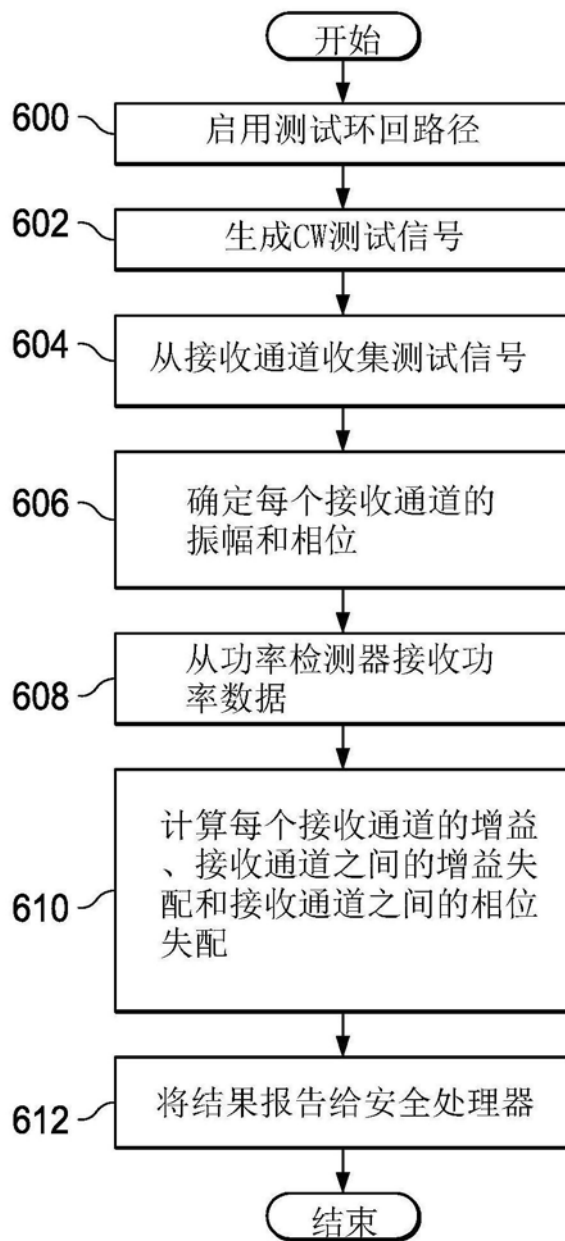 开始
600
启用测试环回路径
602
生成CW测试信号
604
从接收通道收集测试信号
606
确定每个接收通道的
振幅和相位
608
从功率检测器接收功
率数据
610
计算每个接收通道的增益
、接收通道之间的增益失
配和接收通道之间的相位
失配
612
将结果报告给安全处理器
结束